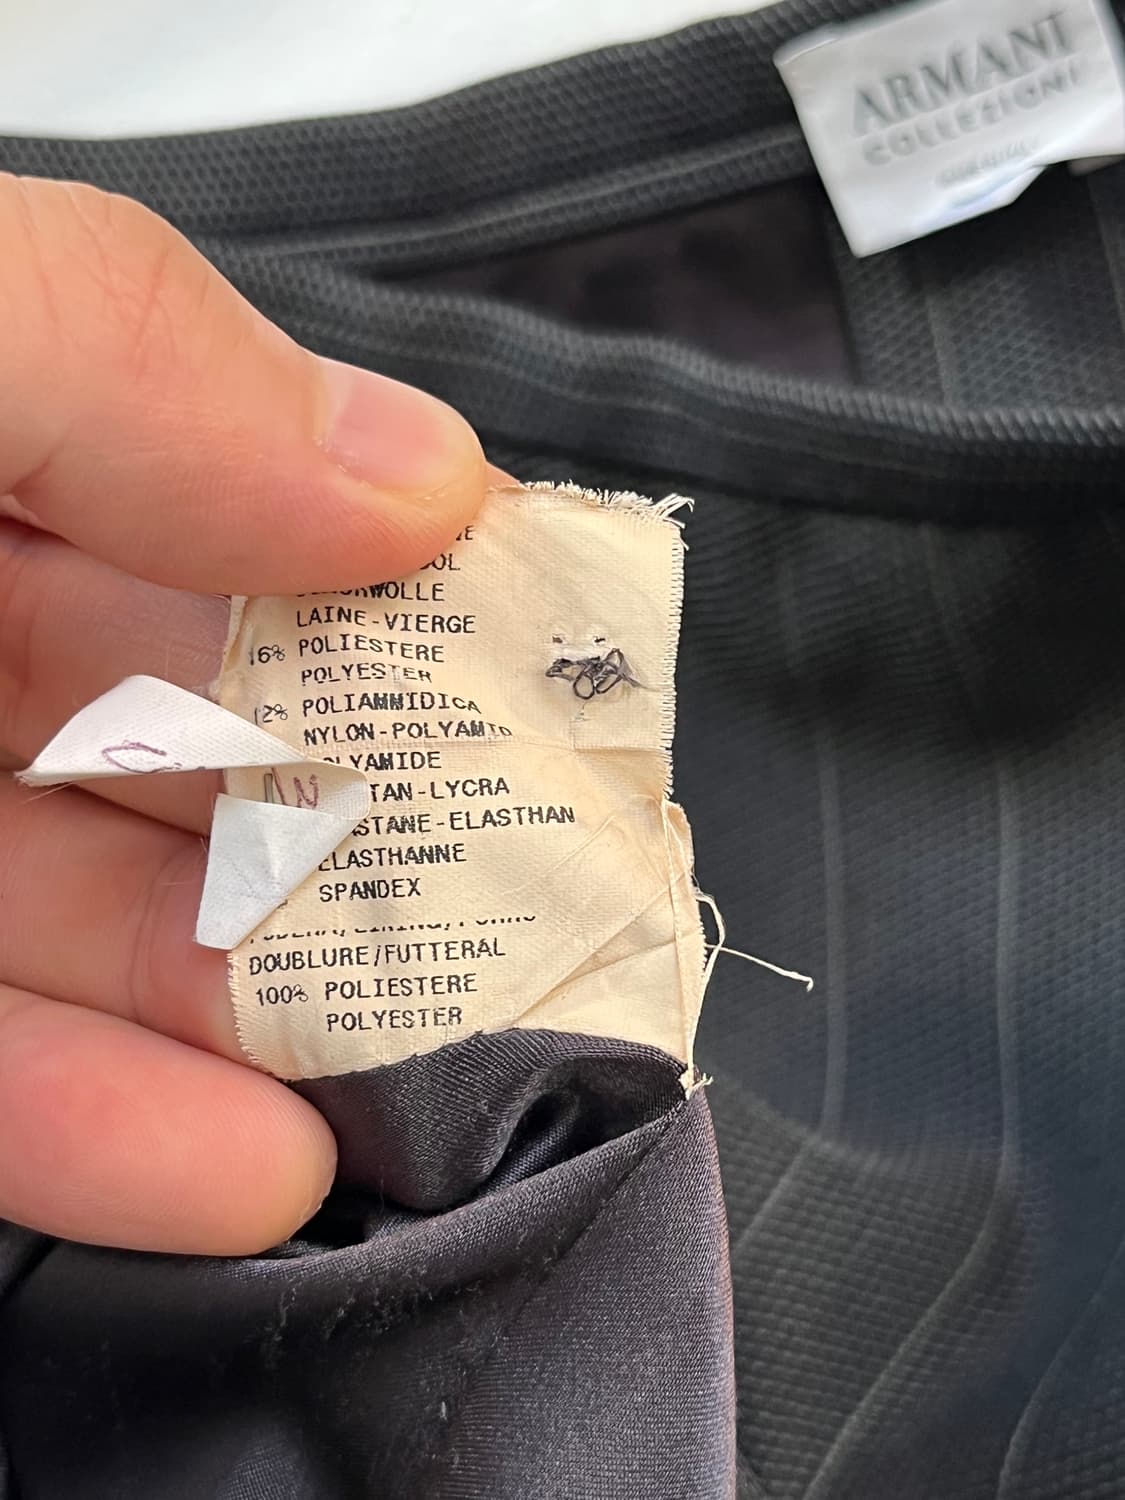 ARMANI
COLLEZIONI
LAINE-VIERGE
16% POLIESTERE
POLYESTER
12% POLIAMMIDICA
NYLON-POLYAMID
LYAMIDE
TAN-LYCRA
STANE-ELASTHAN
ELASTHANNE
SPANDEX
DOUBLURE/FUTTERAL
100% POLIESTERE
POLYESTER